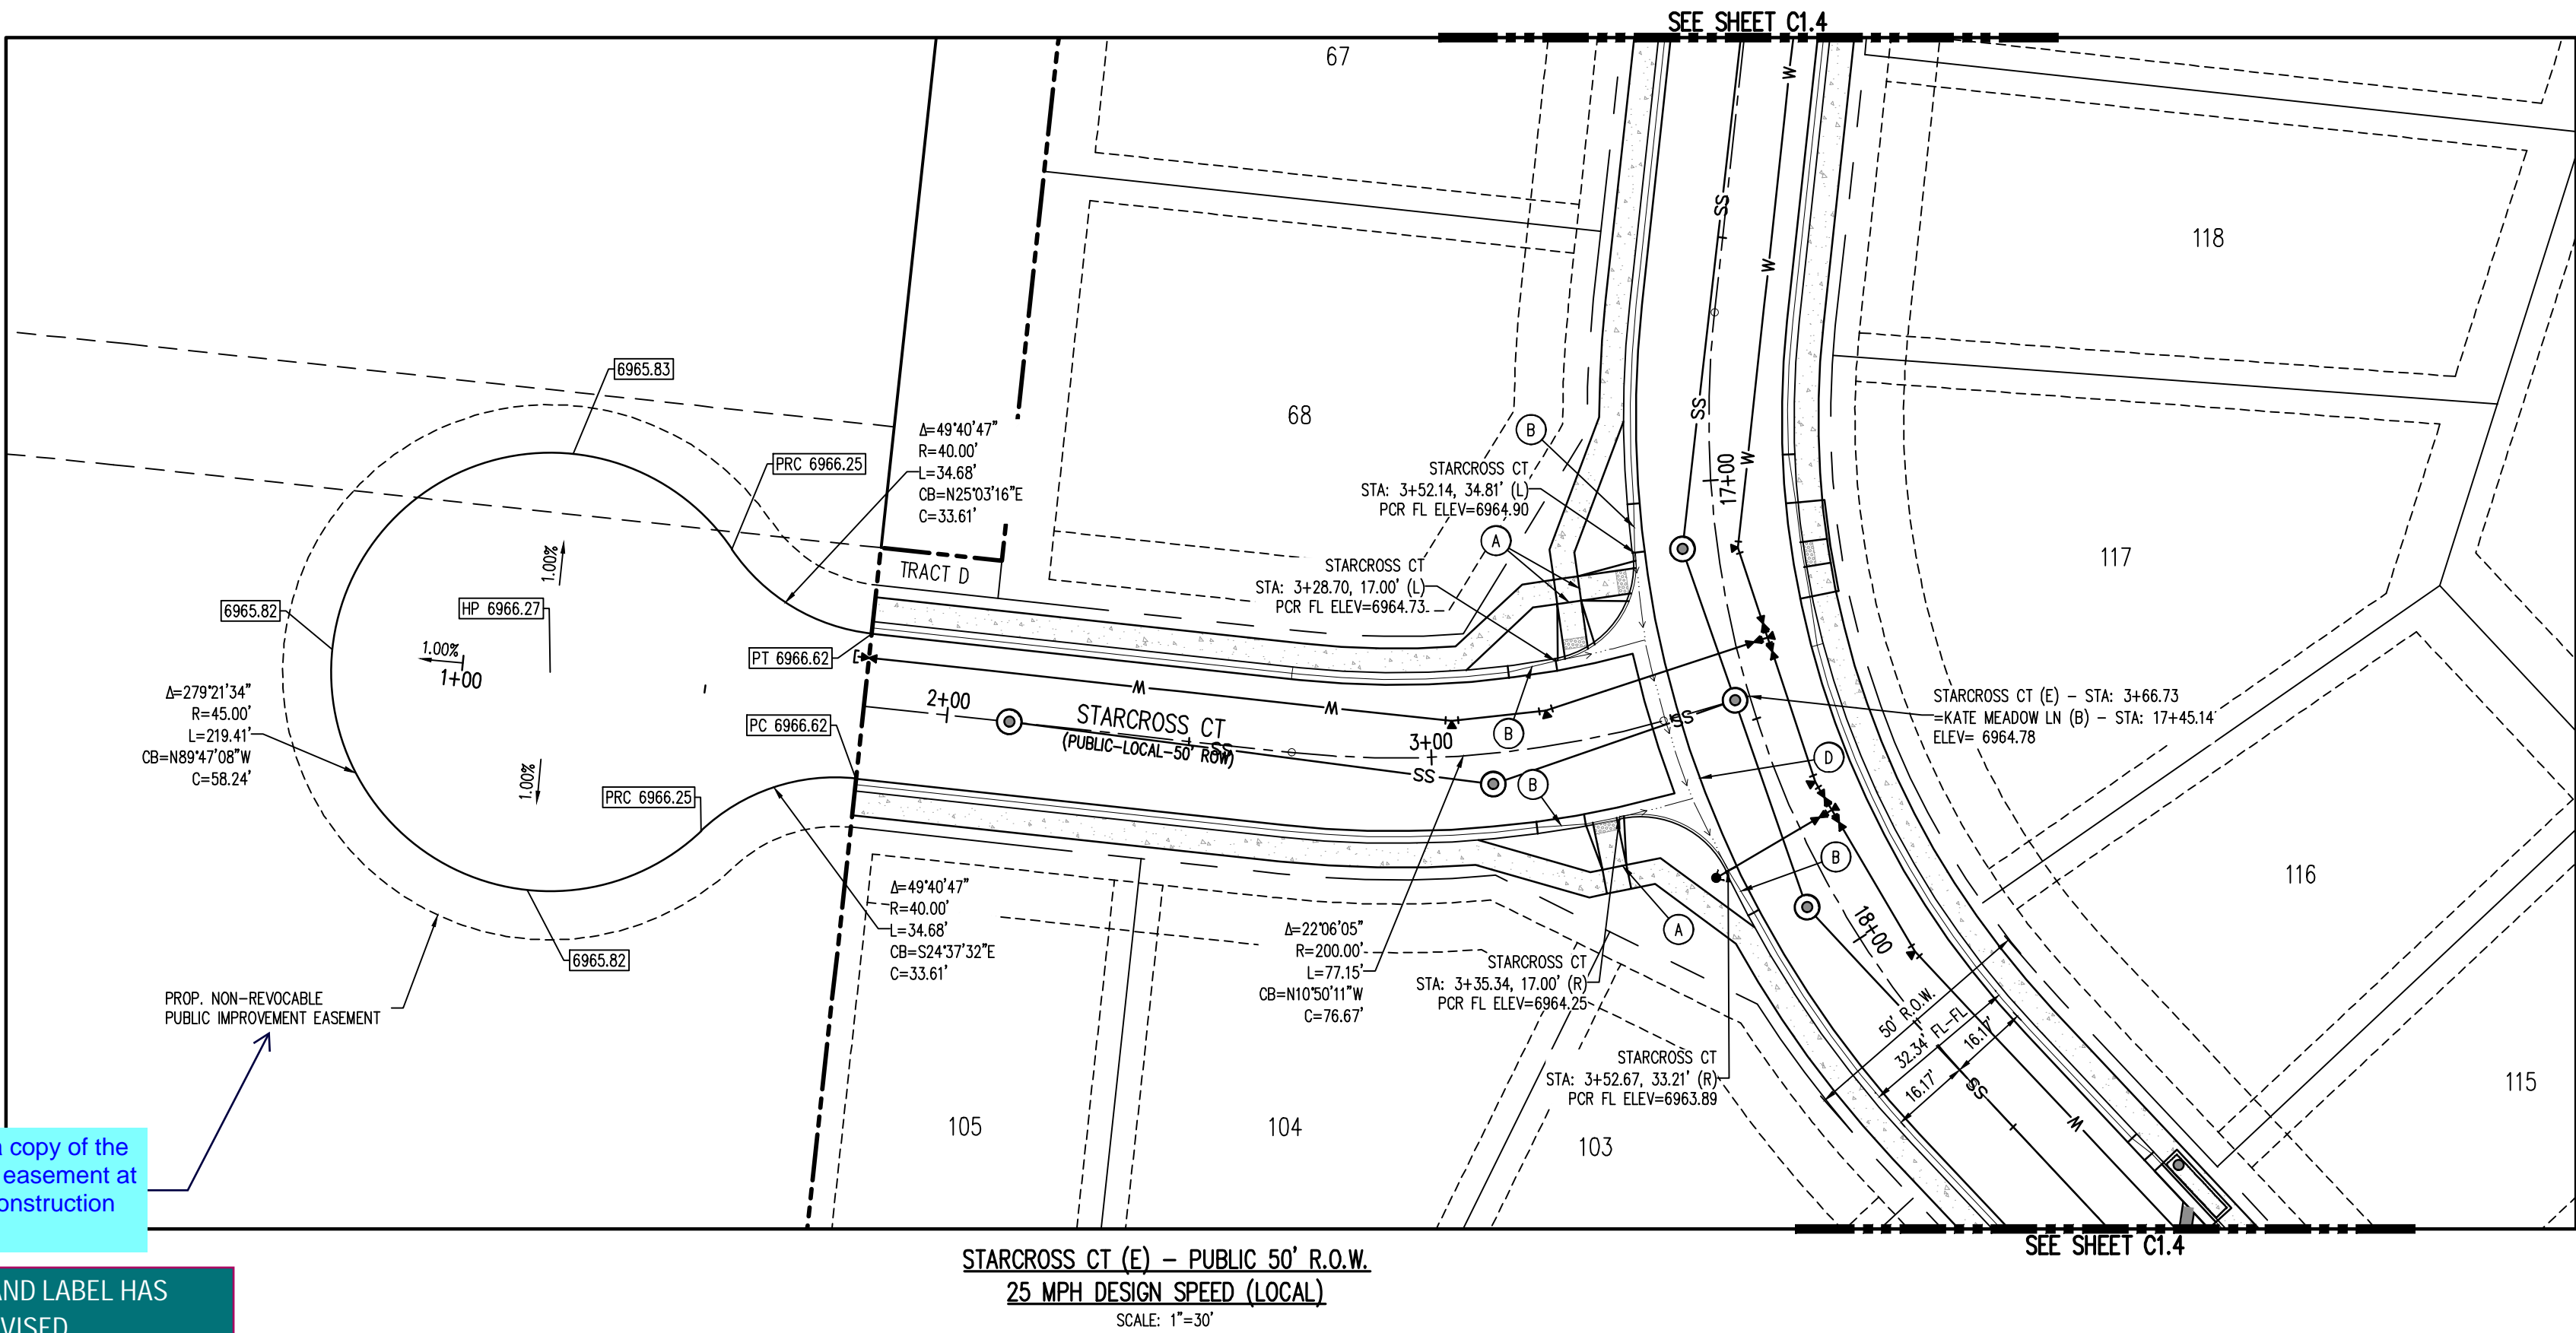 SEE SHEET C1.4
67
118
68
117
116
115
105
104
103
6965.83
PRC 6966.25
Δ=49°40'47"
R=40.00'
L=34.68'
CB=N25°03'16"E
C=33.61'
TRACT D
6965.82
HP 6966.27
1.00%
1.00%
1+00
1.00%
PT 6966.62
PC 6966.62
PRC 6966.25
Δ=279°21'34"
R=45.00'
L=219.41'
CB=N89°47'08"W
C=58.24'
6965.82
PROP. NON-REVOCABLE
PUBLIC IMPROVEMENT EASEMENT
Δ=49°40'47"
R=40.00'
L=34.68'
CB=S24°37'32"E
C=33.61'
2+00
STARCROSS CT
(PUBLIC-LOCAL-50' ROW)
3+00
W
W
SS
SS
SS
B
STARCROSS CT
STA: 3+52.14, 34.81' (L)
PCR FL ELEV=6964.90
A
STARCROSS CT
STA: 3+28.70, 17.00' (L)
PCR FL ELEV=6964.73
B
B
D
B
A
Δ=22°06'05"
R=200.00'
L=77.15'
CB=N10°50'11"W
C=76.67'
STARCROSS CT
STA: 3+35.34, 17.00' (R)
PCR FL ELEV=6964.25
STARCROSS CT
STA: 3+52.67, 33.21' (R)
PCR FL ELEV=6963.89
STARCROSS CT (E) - STA: 3+66.73
=KATE MEADOW LN (B) - STA: 17+45.14
ELEV= 6964.78
W
W
W
SS
SS
17+00
18+00
50' R.O.W.
32.34' FL-FL
16.17'
16.17'
SS
W
SEE SHEET C1.4
a copy of the
easement at
onstruction
AND LABEL HAS
VISED
STARCROSS CT (E) - PUBLIC 50' R.O.W.
25 MPH DESIGN SPEED (LOCAL)
SCALE: 1"=30'